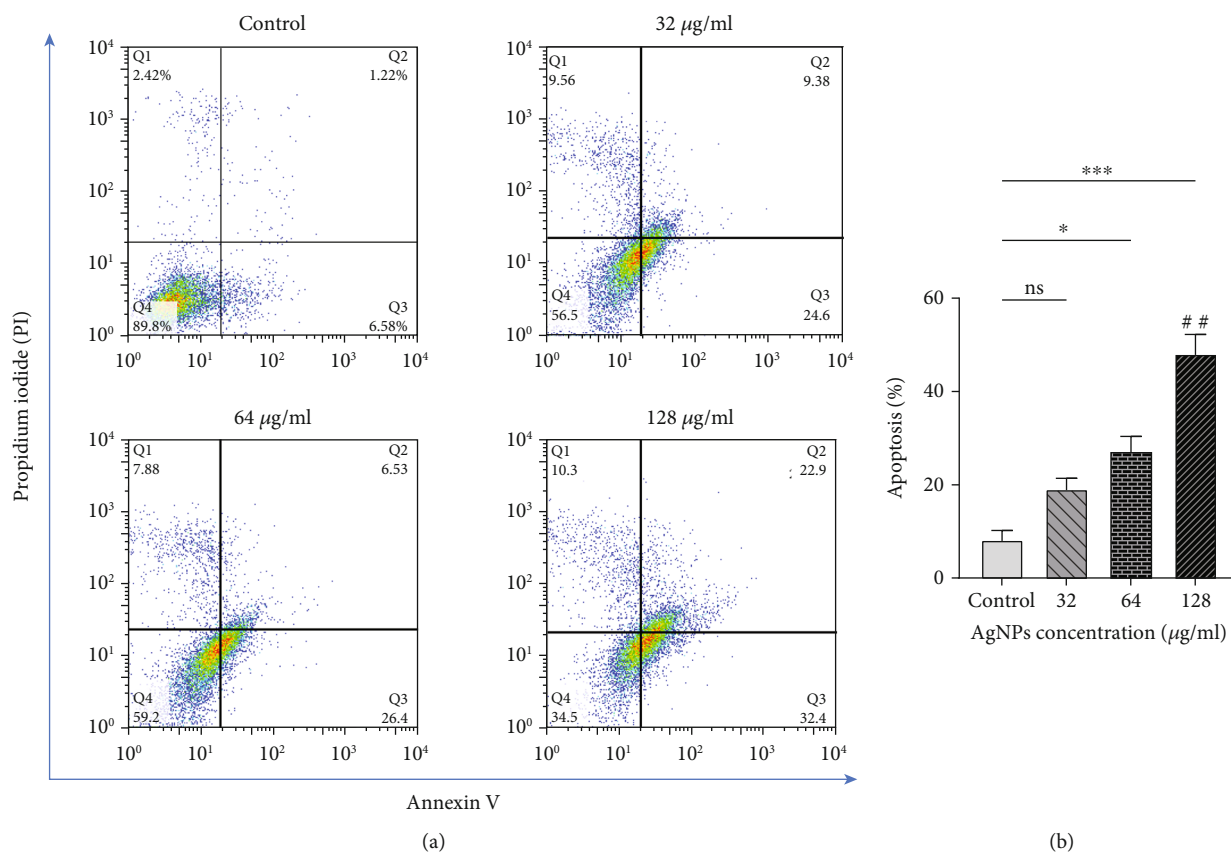 Control
32 µg/ml
Propidium iodide (PI)
10⁴
10³
10²
10¹
10⁰
Q1
2.42%
Q2
1.22%
Q4
89.8%
Q3
6.58%
10⁰ 10¹ 10² 10³ 10⁴
10⁴
10³
10²
10¹
10⁰
Q1
9.56
Q2
9.38
Q4
56.5
Q3
24.6
10⁰ 10¹ 10² 10³ 10⁴
64 µg/ml
128 µg/ml
10⁴
10³
10²
10¹
10⁰
Q1
7.88
Q2
6.53
Q4
59.2
Q3
26.4
10⁰ 10¹ 10² 10³ 10⁴
10⁴
10³
10²
10¹
10⁰
Q1
10.3
Q2
22.9
Q4
34.5
Q3
32.4
10⁰ 10¹ 10² 10³ 10⁴
Annexin V
(a)
***
*
ns
# #
Apoptosis (%)
60
40
20
0
Control 32 64 128
AgNPs concentration (µg/ml)
(b)